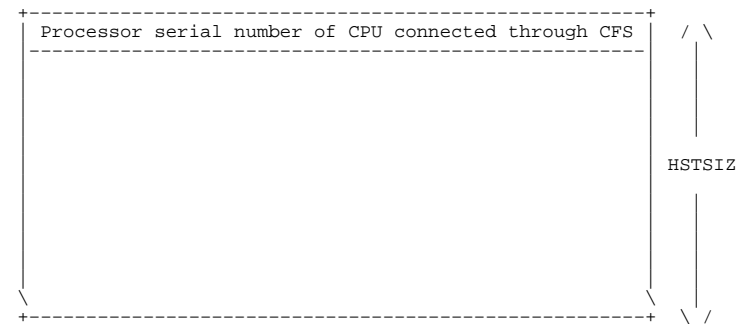 Processor serial number of CPU connected through CFS
HSTSIZ